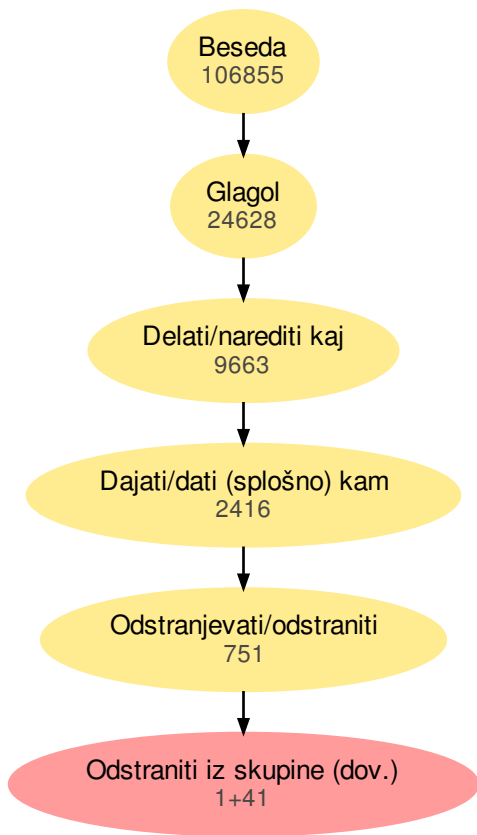 Beseda
106855
Glagol
24628
Delati/narediti kaj
9663
Dajati/dati (splošno) kam
2416
Odstranjevati/odstraniti
751
Odstraniti iz skupine (dov.)
1+41